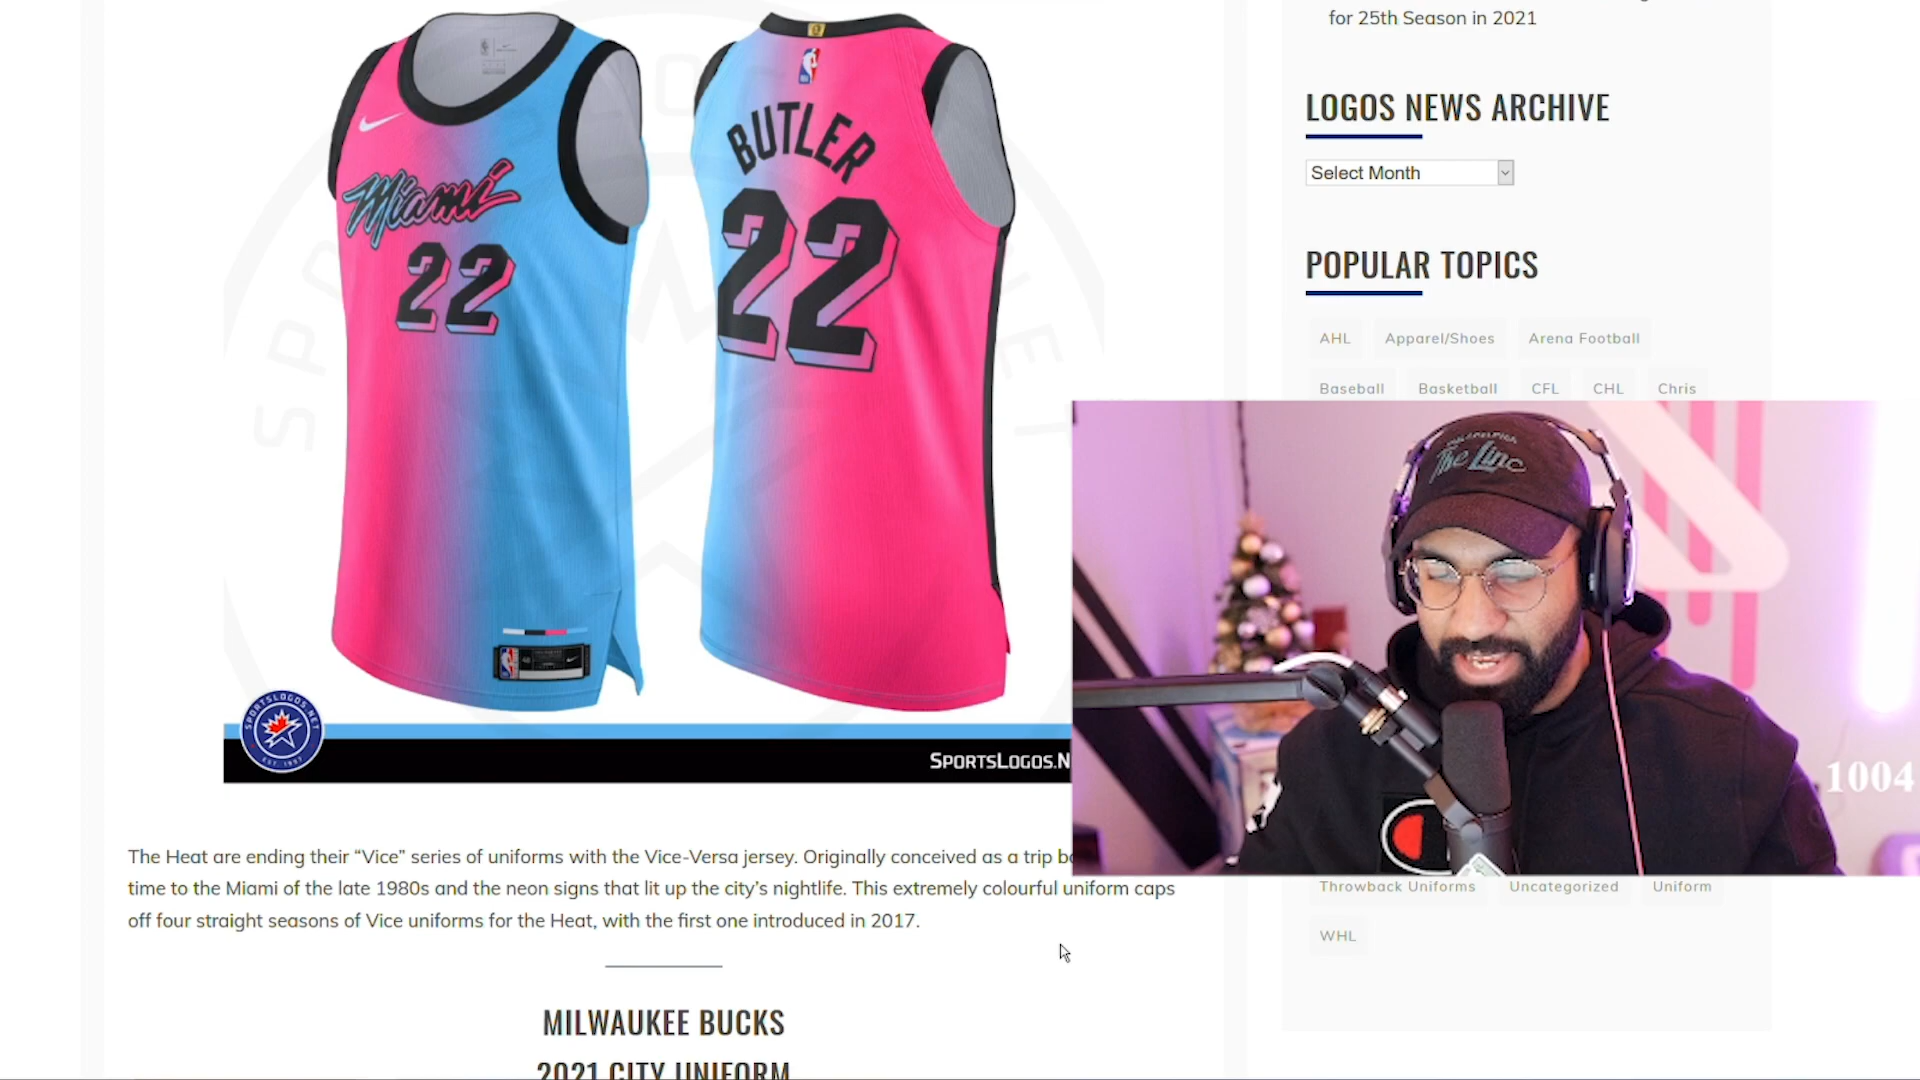 for 25th Season in 2021
LOGOS NEWS ARCHIVE
Select Month
POPULAR TOPICS
AHL Apparel/Shoes Arena Football
Baseball Basketball CFL CHL Chris
Throwback Uniforms Uncategorized Uniform
WHL
Miami
22
BUTLER
22
SPORTSLOGOS.NET
EST. 1997
SPORTSLOGOS.N
The Linc
1004
The Heat are ending their “Vice” series of uniforms with the Vice-Versa jersey. Originally conceived as a trip
time to the Miami of the late 1980s and the neon signs that lit up the city’s nightlife. This extremely colourful uniform caps
off four straight seasons of Vice uniforms for the Heat, with the first one introduced in 2017.
MILWAUKEE BUCKS
2021 CITY UNIFORM